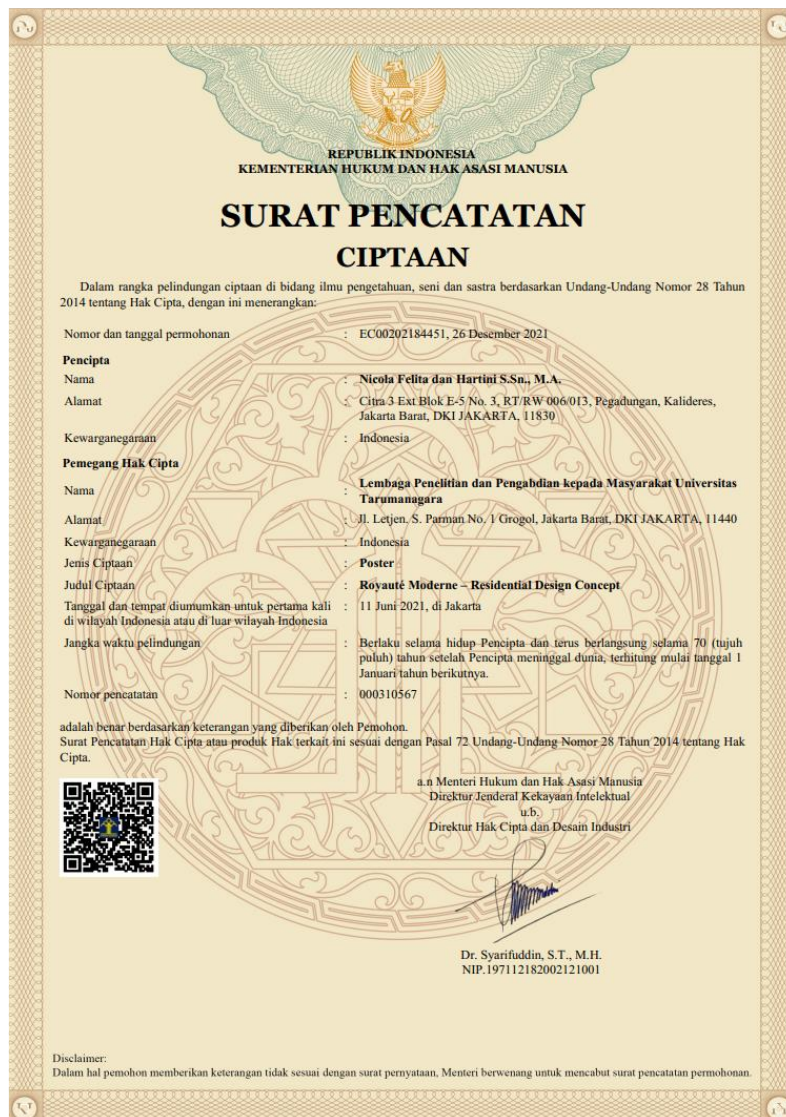 REPUBLIK INDONESIA
KEMENTERIAN HUKUM DAN HAK ASASI MANUSIA
SURAT PENCATATAN
CIPTAAN
Dalam rangka pelindungan ciptaan di bidang ilmu pengetahuan, seni dan sastra berdasarkan Undang-Undang Nomor 28 Tahun
2014 tentang Hak Cipta, dengan ini menerangkan:
Nomor dan tanggal permohonan : EC00202184451, 26 Desember 2021
Pencipta
Nama : Nicola Felita dan Hartini S.Sn., M.A.
Alamat : Citra 3 Ext Blok E-5 No. 3, RT/RW 006/013, Pegadungan, Kalideres,
Jakarta Barat, DKI JAKARTA, 11830
Kewarganegaraan : Indonesia
Pemegang Hak Cipta
Nama : Lembaga Penelitian dan Pengabdian kepada Masyarakat Universitas
Tarumanagara
Alamat : Jl. Letjen. S. Parman No. 1 Grogol, Jakarta Barat, DKI JAKARTA, 11440
Kewarganegaraan : Indonesia
Jenis Ciptaan : Poster
Judul Ciptaan : Royauté Moderne – Residential Design Concept
Tanggal dan tempat diumumkan untuk pertama kali : 11 Juni 2021, di Jakarta
di wilayah Indonesia atau di luar wilayah Indonesia
Jangka waktu pelindungan : Berlaku selama hidup Pencipta dan terus berlangsung selama 70 (tujuh
puluh) tahun setelah Pencipta meninggal dunia, terhitung mulai tanggal 1
Januari tahun berikutnya.
Nomor pencatatan : 000310567
adalah benar berdasarkan keterangan yang diberikan oleh Pemohon.
Surat Pencatatan Hak Cipta atau produk Hak terkait ini sesuai dengan Pasal 72 Undang-Undang Nomor 28 Tahun 2014 tentang Hak
Cipta.
a.n Menteri Hukum dan Hak Asasi Manusia
Direktur Jenderal Kekayaan Intelektual
u.b.
Direktur Hak Cipta dan Desain Industri
Dr. Syarifuddin, S.T., M.H.
NIP.197112182002121001
Disclaimer:
Dalam hal pemohon memberikan keterangan tidak sesuai dengan surat pernyataan, Menteri berwenang untuk mencabut surat pencatatan permohonan.